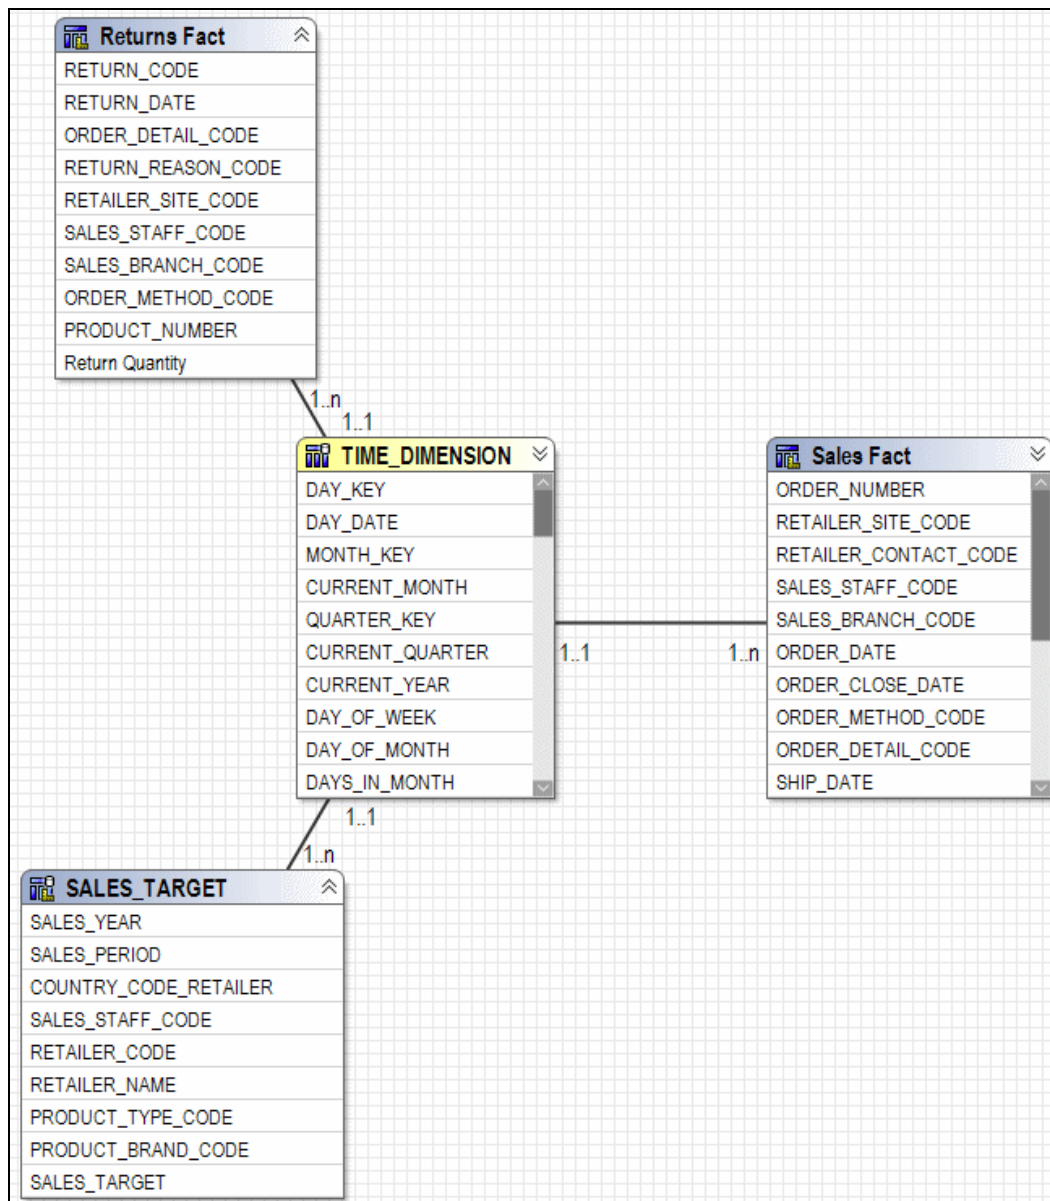 Returns Fact
RETURN_CODE
RETURN_DATE
ORDER_DETAIL_CODE
RETURN_REASON_CODE
RETAILER_SITE_CODE
SALES_STAFF_CODE
SALES_BRANCH_CODE
ORDER_METHOD_CODE
PRODUCT_NUMBER
Return Quantity
1..n
1..1
TIME_DIMENSION
DAY_KEY
DAY_DATE
MONTH_KEY
CURRENT_MONTH
QUARTER_KEY
CURRENT_QUARTER
CURRENT_YEAR
DAY_OF_WEEK
DAY_OF_MONTH
DAYS_IN_MONTH
1..1
1..n
Sales Fact
ORDER_NUMBER
RETAILER_SITE_CODE
RETAILER_CONTACT_CODE
SALES_STAFF_CODE
SALES_BRANCH_CODE
ORDER_DATE
ORDER_CLOSE_DATE
ORDER_METHOD_CODE
ORDER_DETAIL_CODE
SHIP_DATE
1..1
1..n
SALES_TARGET
SALES_YEAR
SALES_PERIOD
COUNTRY_CODE_RETAILER
SALES_STAFF_CODE
RETAILER_CODE
RETAILER_NAME
PRODUCT_TYPE_CODE
PRODUCT_BRAND_CODE
SALES_TARGET